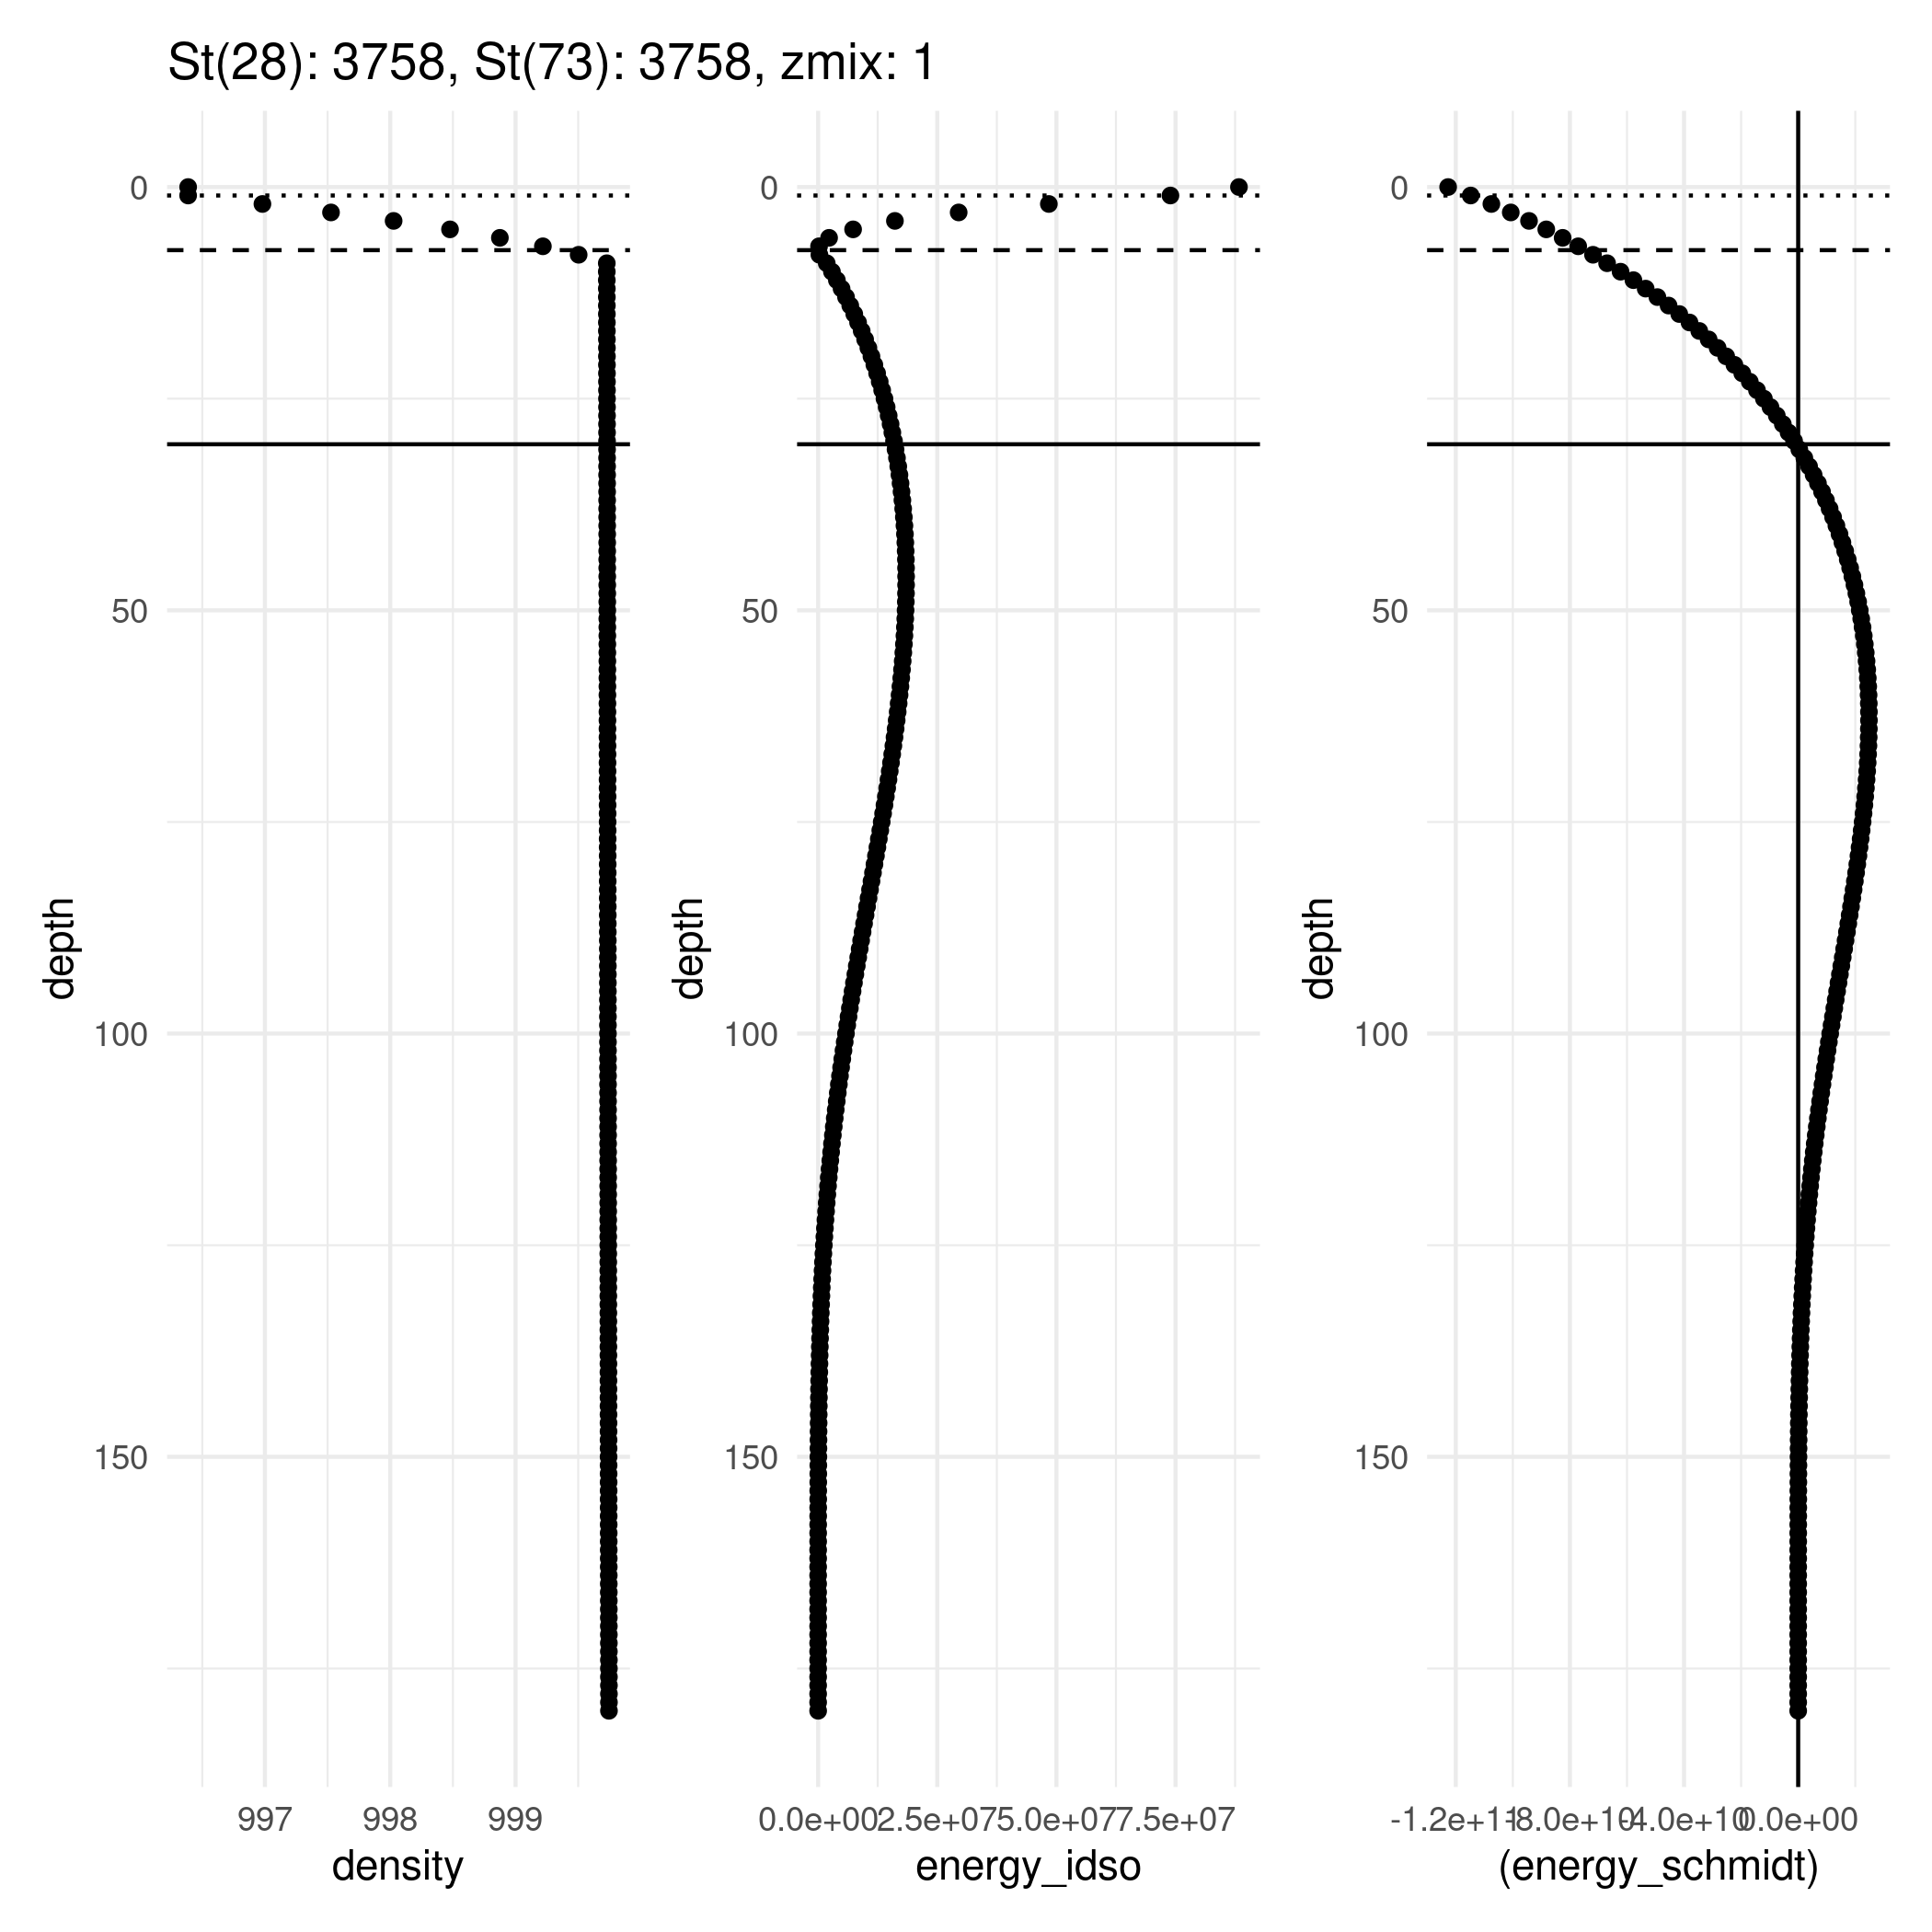 St(28): 3758, St(73): 3758, zmix: 1
0
50
100
150
depth
997 998 999
density
0
50
100
150
depth
0.0e+00 2.5e+07 5.0e+07 7.5e+07
energy_idso
0
50
100
150
depth
-1.2e+11 -8.0e+10 -4.0e+10 0.0e+00
(energy_schmidt)